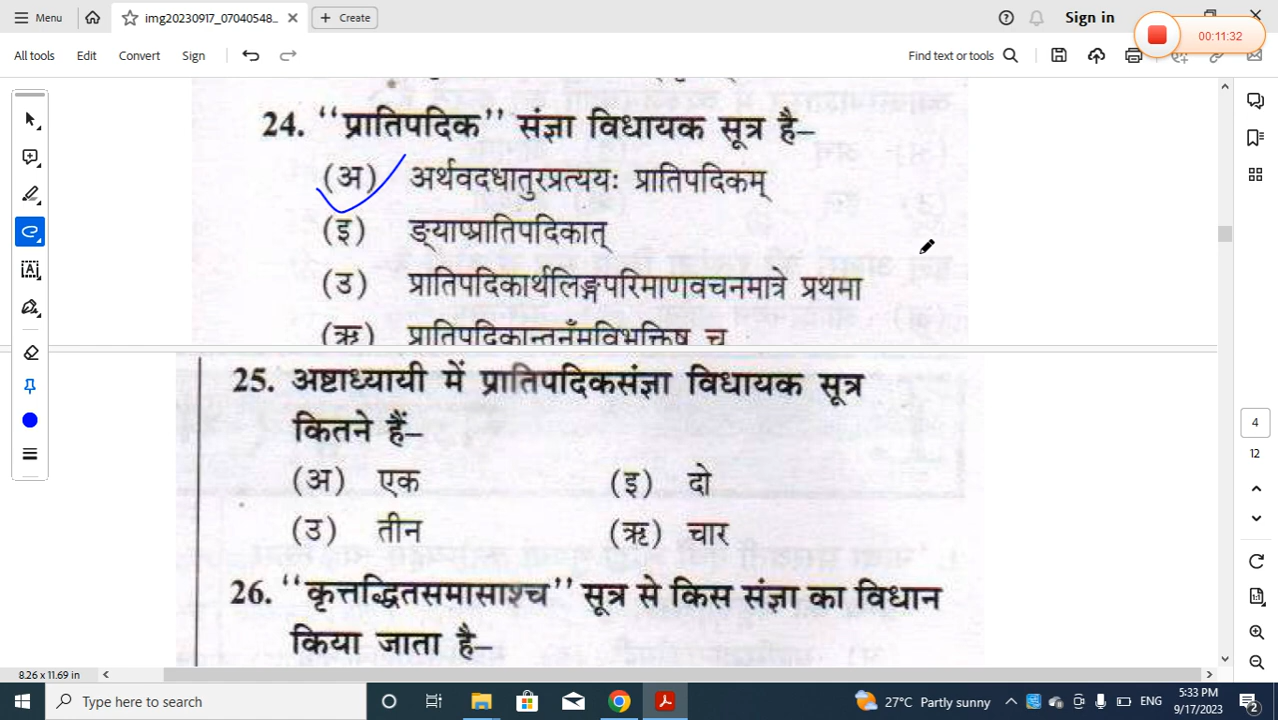 Menu
img20230917_07040548...
Create
Sign in
00:11:32
All tools
Edit
Convert
Sign
Find text or tools
24. “प्रातिपदिक” संज्ञा विधायक सूत्र है–
(अ) अर्थवदधातुरप्रत्ययः प्रातिपदिकम्
(इ) ङ्याप्प्रातिपदिकात्
(उ) प्रातिपदिकार्थलिङ्गपरिमाणवचनमात्रे प्रथमा
(ऋ) च
25. अष्टाध्यायी में प्रातिपदिकसंज्ञा विधायक सूत्र
कितने हैं–
(अ) एक (इ) दो
(उ) तीन (ऋ) चार
26. “कृत्तद्धितसमासाश्च” सूत्र से किस संज्ञा का विधान
किया जाता है–
4
12
8.26 x 11.69 in
Type here to search
27°C Partly sunny
ENG
5:33 PM
9/17/2023
2